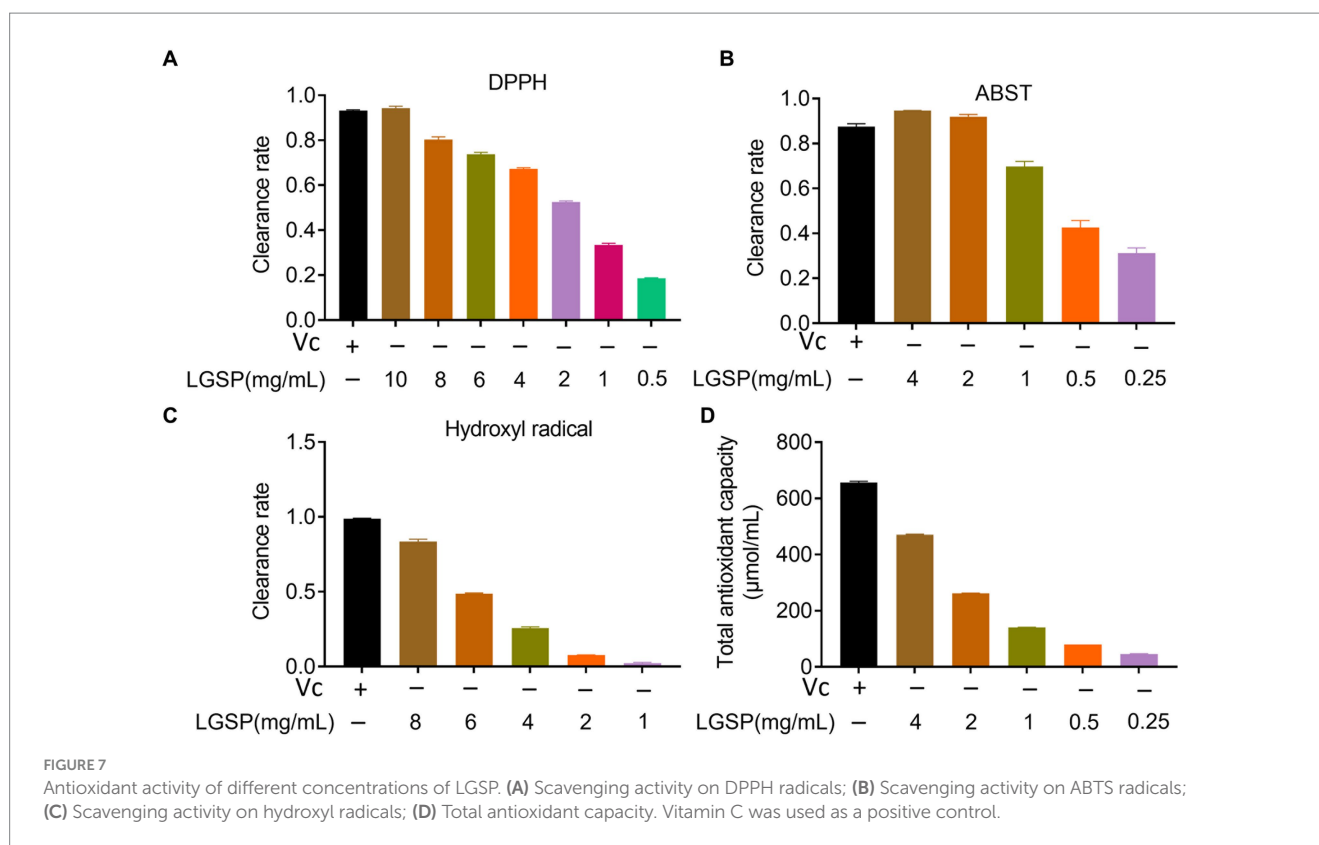 A
DPPH
Clearance rate
1.0
0.8
0.6
0.4
0.2
0.0
Vc + – – – – – – –
LGSP(mg/mL) – 10 8 6 4 2 1 0.5
B
ABST
Clearance rate
1.0
0.8
0.6
0.4
0.2
0.0
Vc + – – – – –
LGSP(mg/mL) – 4 2 1 0.5 0.25
C
Hydroxyl radical
Clearance rate
1.5
1.0
0.5
0.0
Vc + – – – – –
LGSP(mg/mL) – 8 6 4 2 1
D
Total antioxidant capacity
(μmol/mL)
800
600
400
200
0
Vc + – – – – –
LGSP(mg/mL) – 4 2 1 0.5 0.25
FIGURE 7
Antioxidant activity of different concentrations of LGSP. (A) Scavenging activity on DPPH radicals; (B) Scavenging activity on ABTS radicals;
(C) Scavenging activity on hydroxyl radicals; (D) Total antioxidant capacity. Vitamin C was used as a positive control.